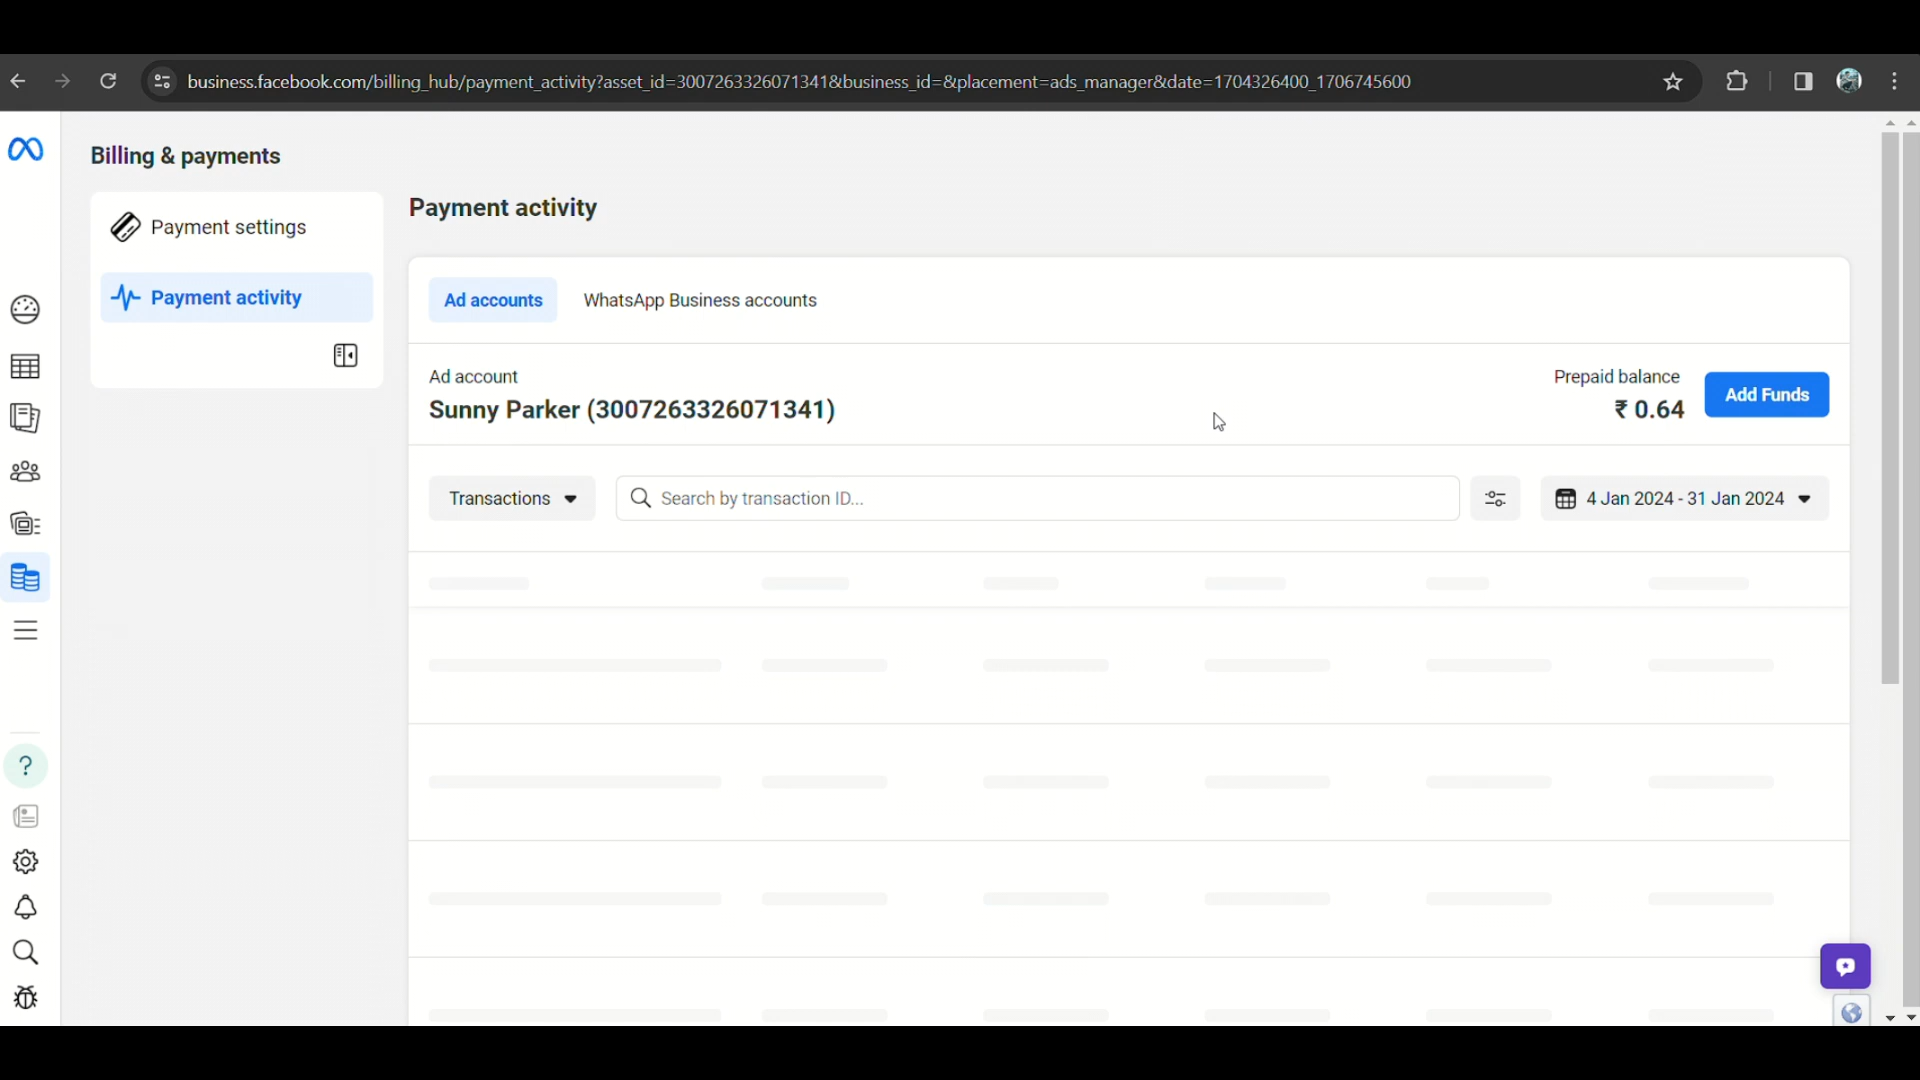 business.facebook.com/billing_hub/payment_activity?asset_id=3007263326071341&business_id=&placement=ads_manager&date=1704326400_1706745600
Billing & payments
Payment settings
Payment activity
Payment activity
Ad accounts WhatsApp Business accounts
Ad account
Sunny Parker (3007263326071341)
Prepaid balance
₹ 0.64
Add Funds
Transactions
Search by transaction ID...
4 Jan 2024 - 31 Jan 2024
?